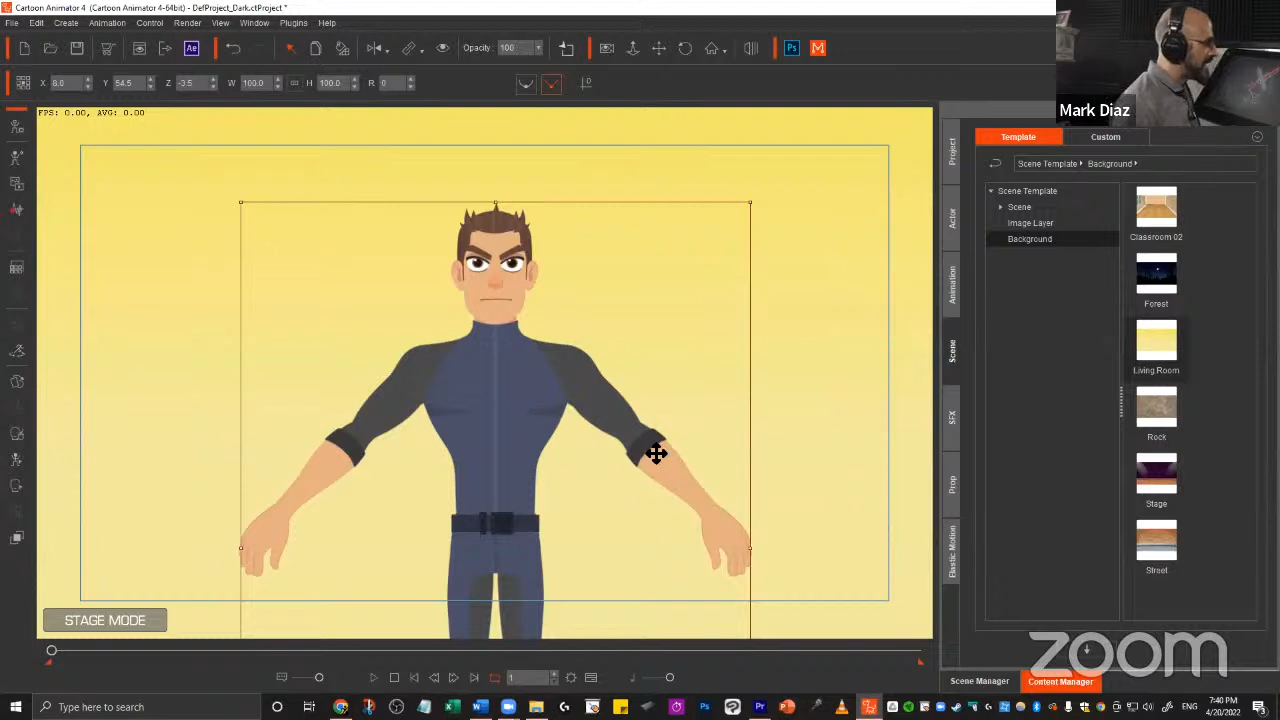 Cartoon Animator 4 (Cartoon Animator 4-64bit) - DefProject_Dark.ctProject *
File Edit Create Animation Control Render View Window Plugins Help
Ae
Opacity : 100
Ps
M
X 8.0 Y 54.5 Z -3.5 W 100.0 H 100.0 R 0
FPS: 0.00, AVG: 0.00
Mark Diaz
Template Custom
Scene Template Background
Project
Actor
Animation
Scene
SFX
Prop
Elastic Motion
Scene Template
Scene
Image Layer
Background
Classroom 02
Forest
Living Room
Rock
Stage
Street
STAGE MODE
1
zoom
Scene Manager Content Manager
Type here to search
7:40 PM
4/20/2022